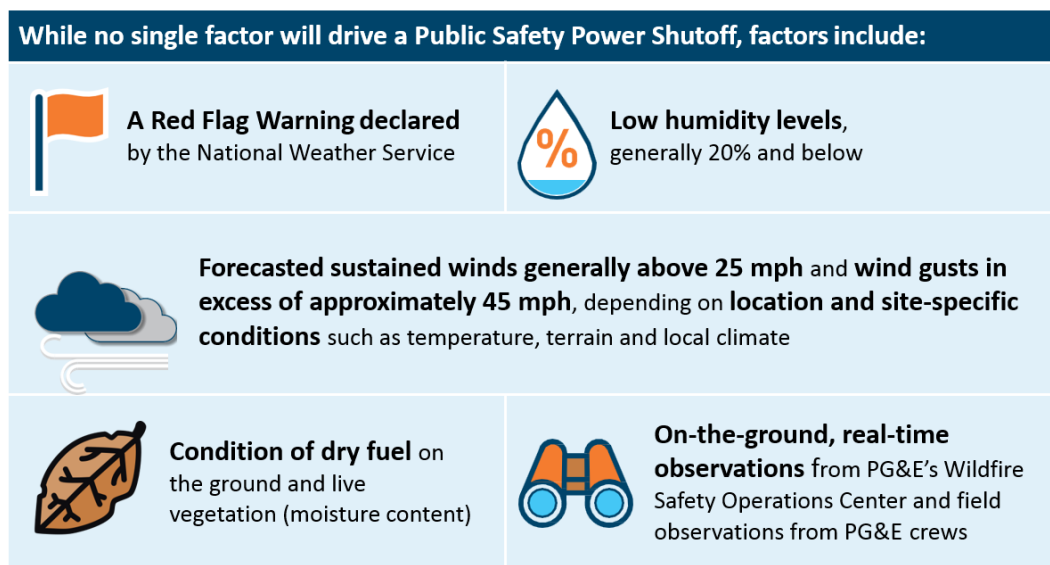 While no single factor will drive a Public Safety Power Shutoff, factors include:
A Red Flag Warning declared
by the National Weather Service
%
Low humidity levels,
generally 20% and below
Forecasted sustained winds generally above 25 mph and wind gusts in
excess of approximately 45 mph, depending on location and site-specific
conditions such as temperature, terrain and local climate
Condition of dry fuel on
the ground and live
vegetation (moisture content)
On-the-ground, real-time
observations from PG&E’s Wildfire
Safety Operations Center and field
observations from PG&E crews